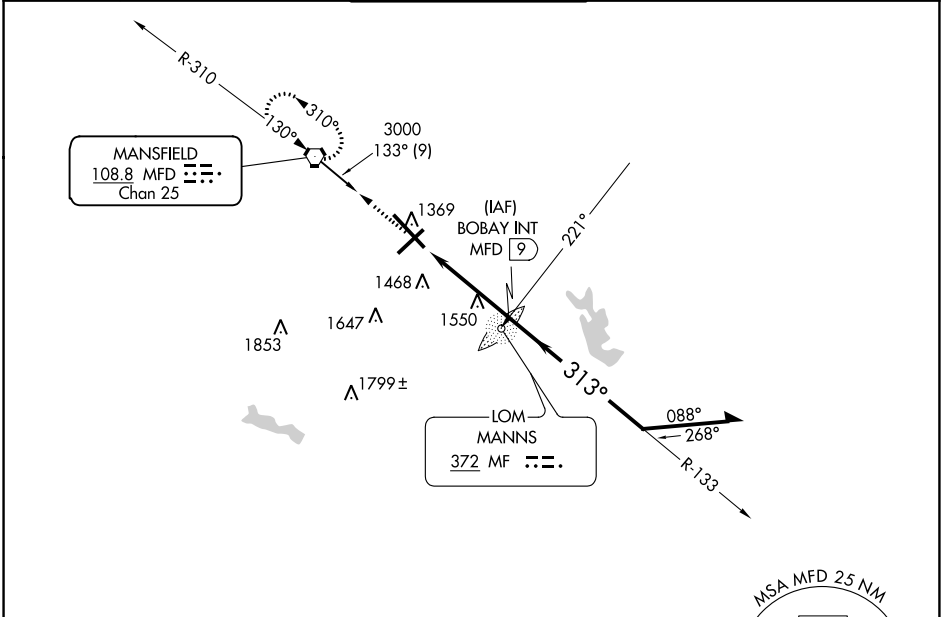 R-310
310°
130°
3000
133° (9)
MANSFIELD
108.8 MFD
Chan 25
1369
(IAF)
BOBAY INT
MFD 9
221°
1468
1550
1647
1853
1799±
313°
088°
268°
LOM
MANNS
372 MF
R-133
MSA MFD 25 NM